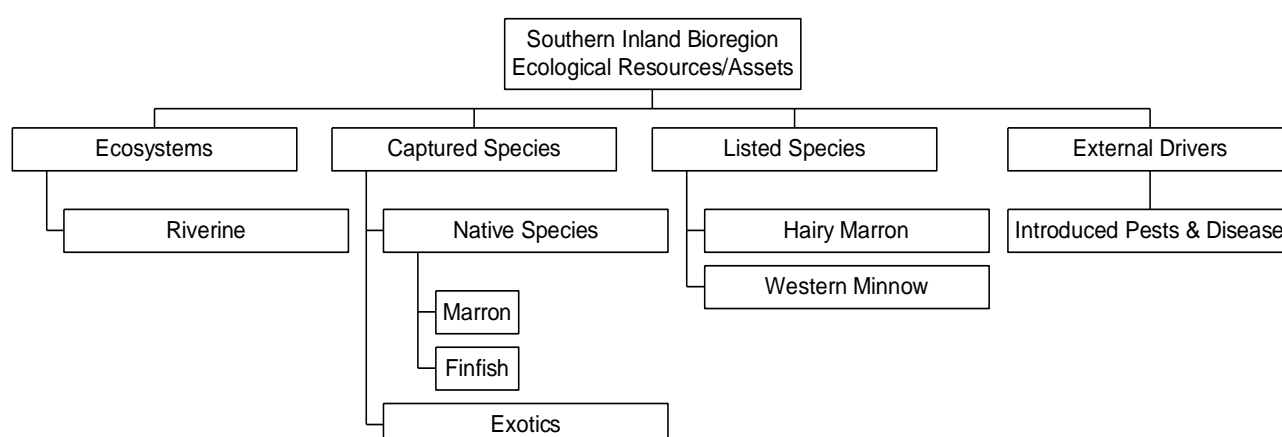 Southern Inland Bioregion
Ecological Resources/Assets
Ecosystems
Captured Species
Listed Species
External Drivers
Riverine
Native Species
Hairy Marron
Introduced Pests & Disease
Western Minnow
Marron
Finfish
Exotics